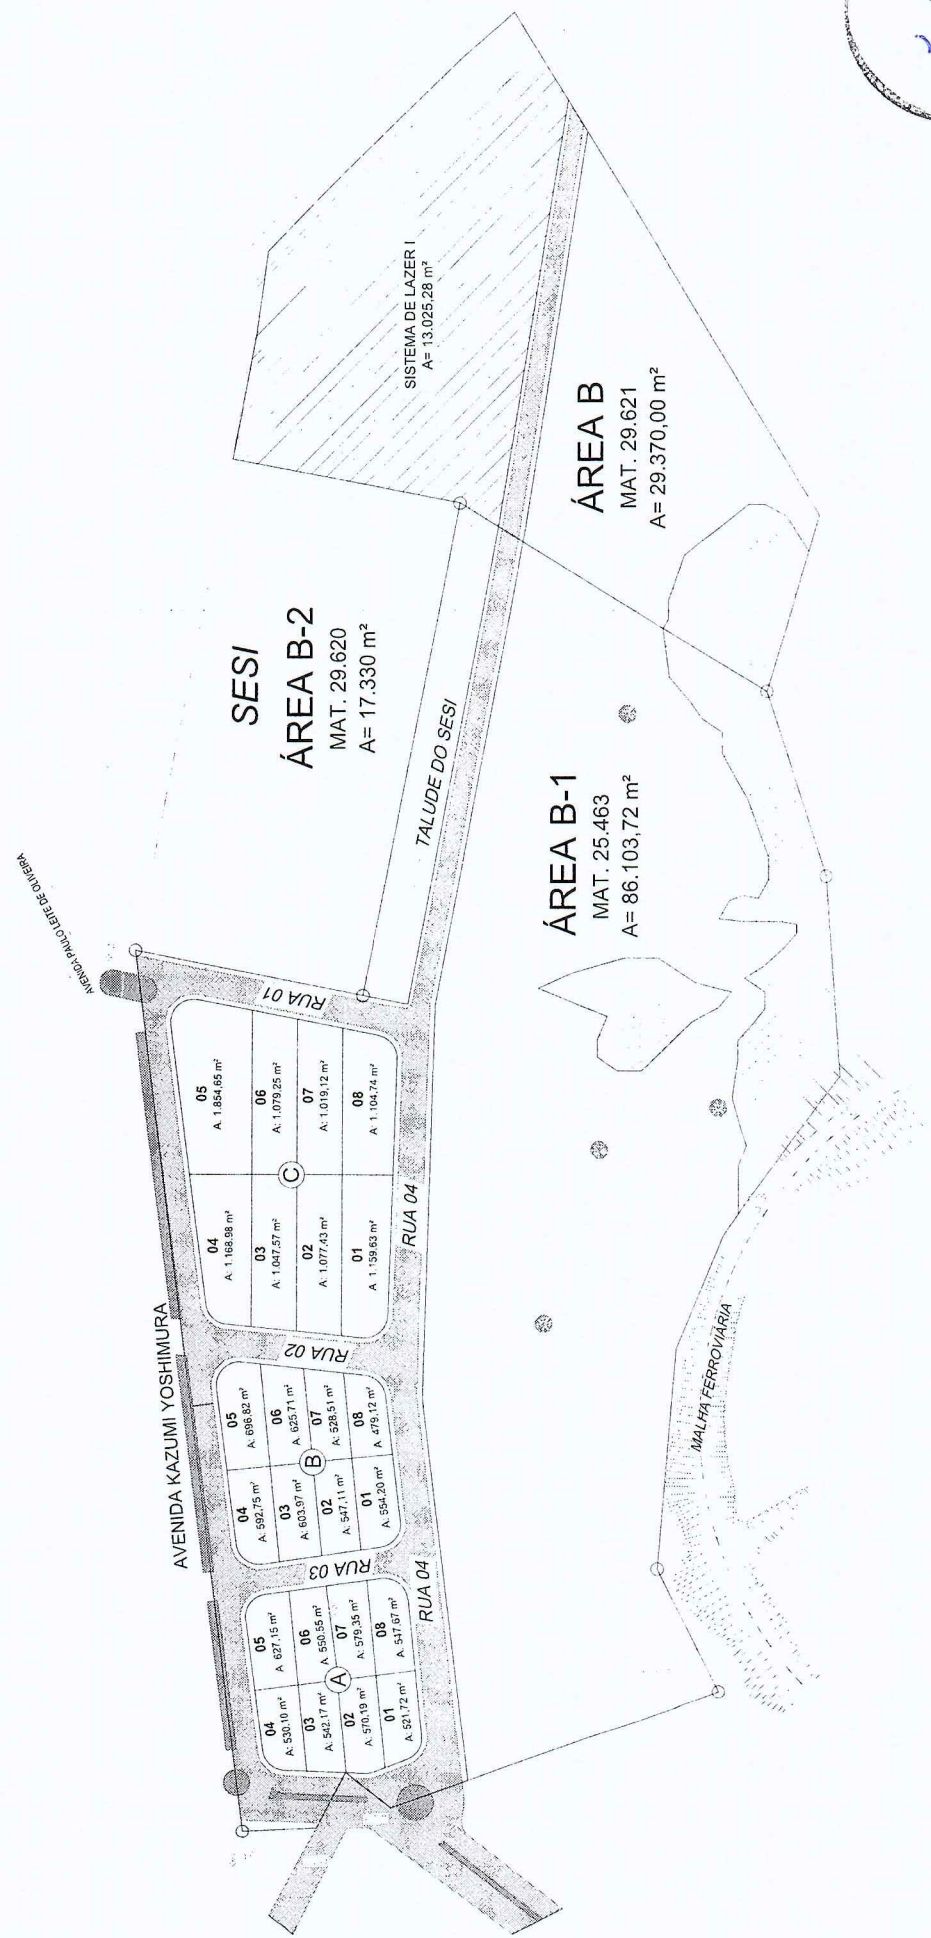 AVENIDA PAULO LEITE DE OLIVEIRA
AVENIDA KAZUMI YOSHIMURA
SISTEMA DE LAZER I
A= 13.025,28 m²
SESI
ÁREA B-2
MAT. 29.620
A= 17.330 m²
TALUDE DO SESI
ÁREA B
MAT. 29.621
A= 29.370,00 m²
ÁREA B-1
MAT. 25.463
A= 86.103,72 m²
RUA 01
05
A. 1.854,65 m²
06
A: 1.079,25 m²
07
A: 1.019,12 m²
08
A: 1.104,74 m²
C
04
A: 1.168,98 m²
03
A: 1.047,57 m²
02
A: 1.077,43 m²
01
A: 1.159,63 m²
RUA 04
RUA 02
05
A: 696,82 m²
06
A. 625,71 m²
07
A: 528,51 m²
08
A: 479,12 m²
B
04
A: 592,75 m²
03
A: 603,97 m²
02
A: 547,11 m²
01
A: 554,20 m²
RUA 03
RUA 04
05
A 627,15 m²
06
A: 550,55 m²
07
A: 579,35 m²
08
A. 547,67 m²
A
04
A: 530,10 m²
03
A: 542,17 m²
02
A: 570,19 m²
01
A: 521,72 m²
MALHA FERROVIÁRIA